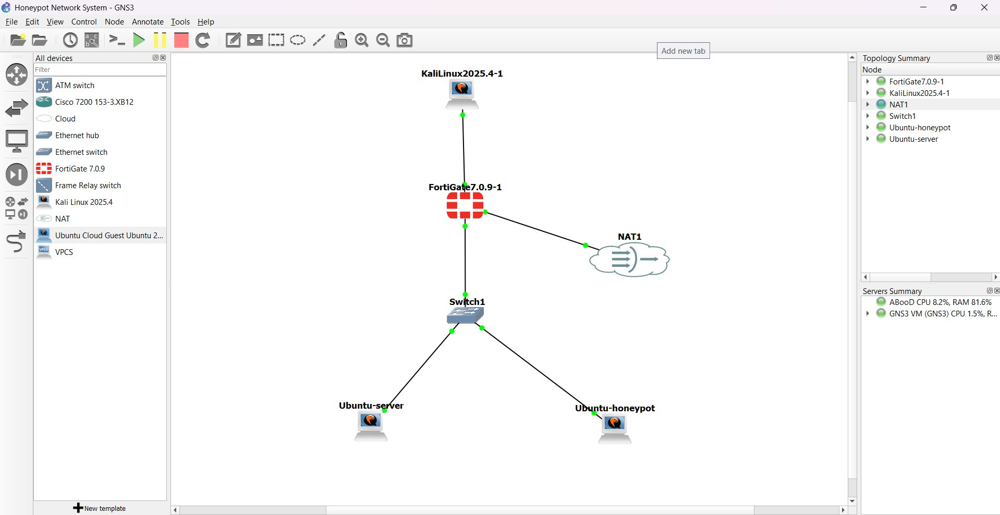 Honeypot Network System - GNS3
File Edit View Control Node Annotate Tools Help
Add new tab
All devices
Filter
ATM switch
Cisco 7200 153-3.XB12
Cloud
Ethernet hub
Ethernet switch
FortiGate 7.0.9
Frame Relay switch
Kali Linux 2025.4
NAT
Ubuntu Cloud Guest Ubuntu 2...
VPCS
VPCS
New template
KaliLinux2025.4-1
FortiGate7.0.9-1
NAT1
Switch1
Ubuntu-server
Ubuntu-honeypot
Topology Summary
Node
FortiGate7.0.9-1
KaliLinux2025.4-1
NAT1
Switch1
Ubuntu-honeypot
Ubuntu-server
Servers Summary
ABooD CPU 8.2%, RAM 81.6%
GNS3 VM (GNS3) CPU 1.5%, R...